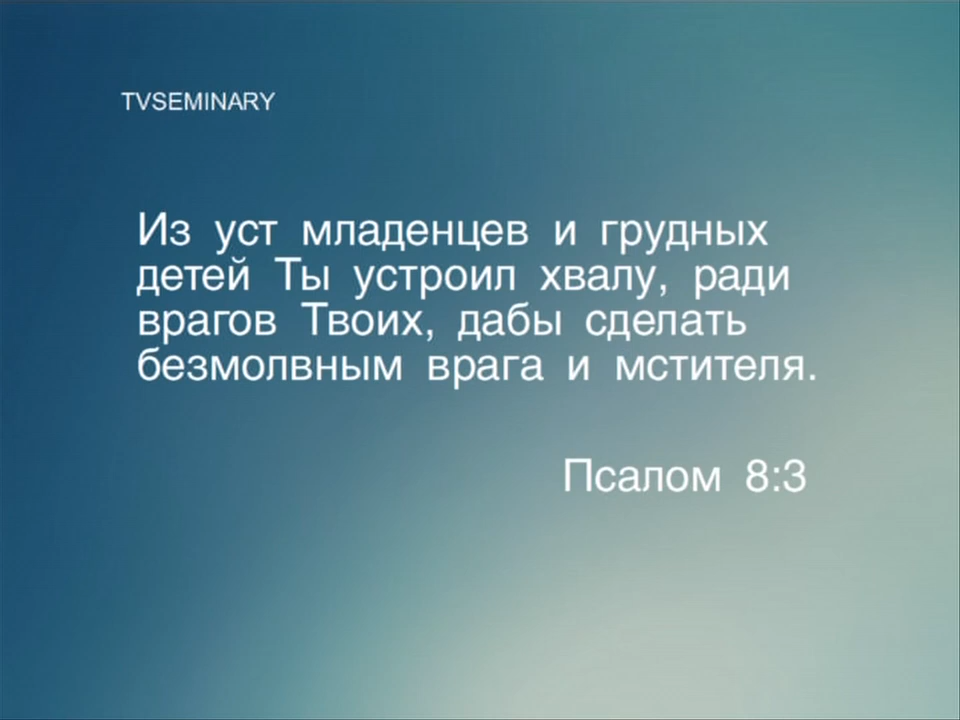 TVSEMINARY
Из уст младенцев и грудных
детей Ты устроил хвалу, ради
врагов Твоих, дабы сделать
безмолвным врага и мстителя.
Псалом 8:3